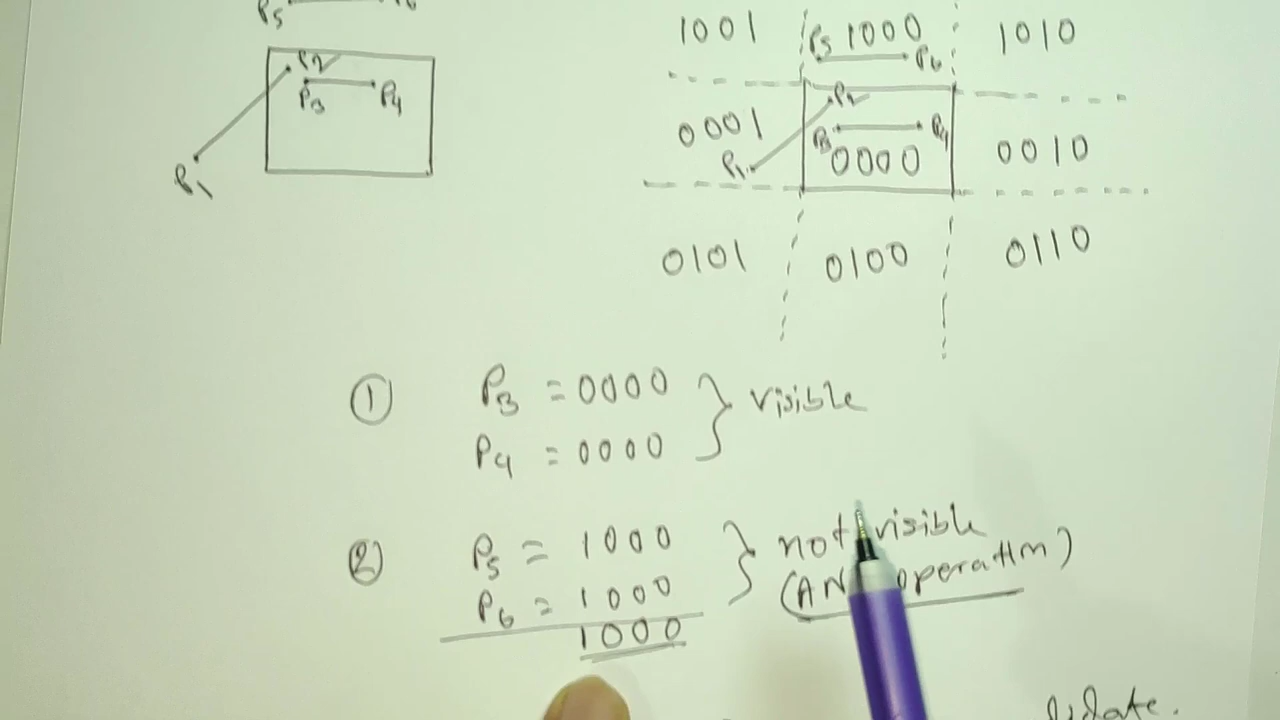 P5
P2
P3 P4
P1
1001 P5 1000 P6 1010
P2
0001 P3 P4
P1 0000 0010
0101 0100 0110
① P3 = 0000 } visible
P4 = 0000
② P5 = 1000 } not visible
P6 = 1000 (AND operation)
1000